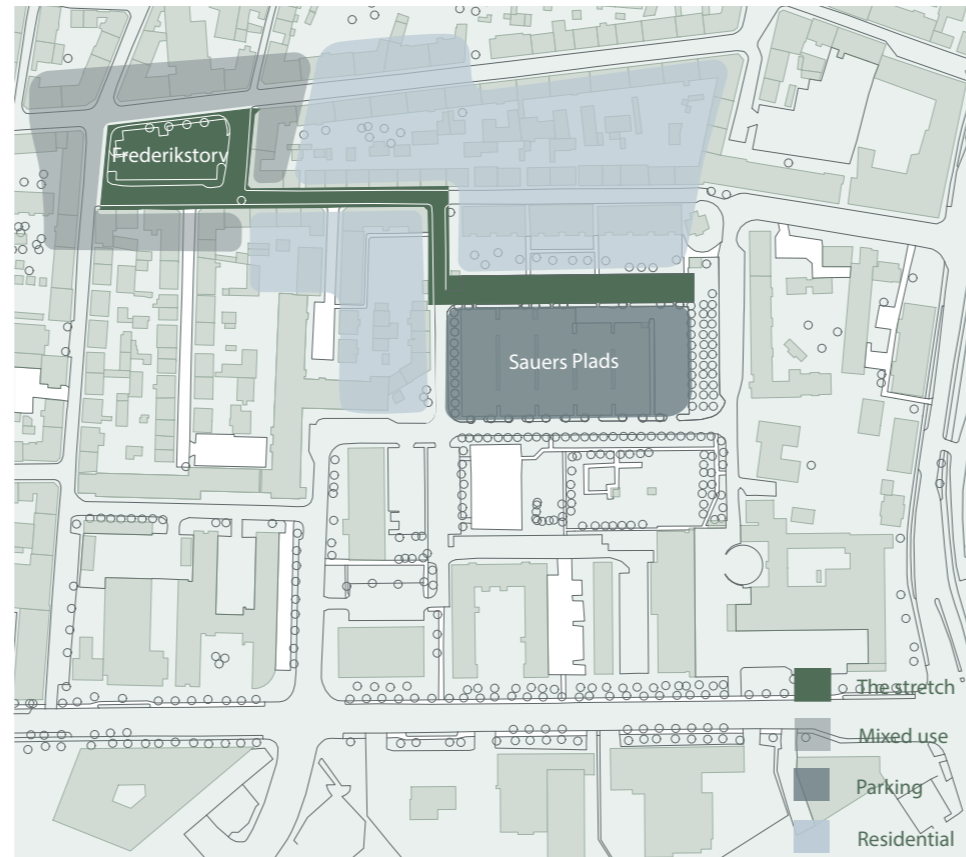 Frederikstorv
Sauers Plads
The stretch
Mixed use
Parking
Residential